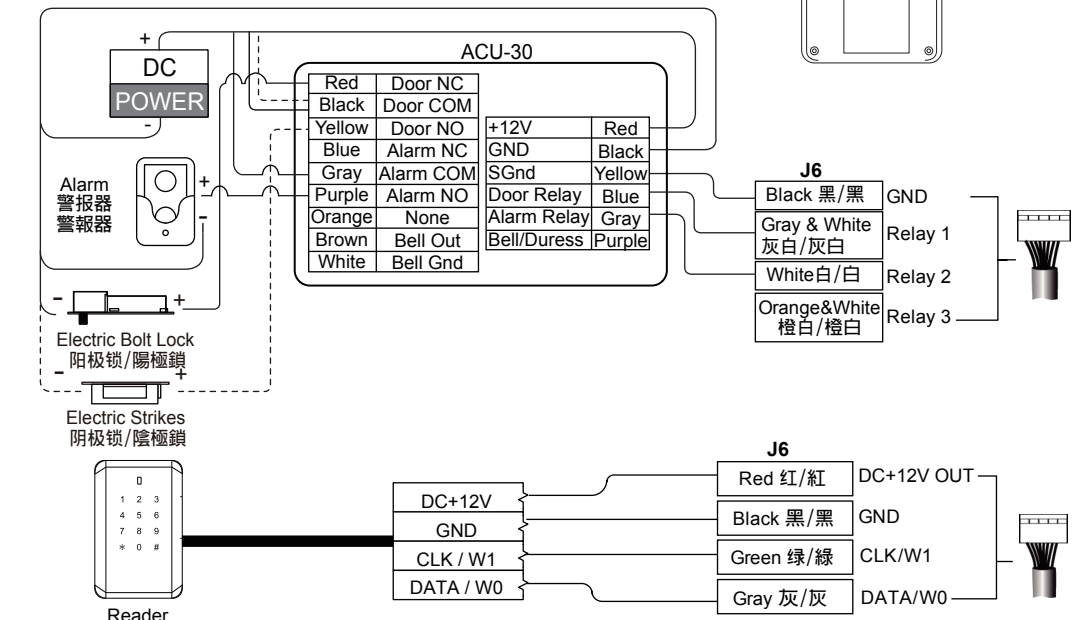 ACU-30
+
DC
POWER
-
Red Door NC
Black Door COM
Yellow Door NO
Blue Alarm NC
Gray Alarm COM
Purple Alarm NO
Orange None
Brown Bell Out
White Bell Gnd
+12V Red
GND Black
SGnd Yellow
Door Relay Blue
Alarm Relay Gray
Bell/Duress Purple
Alarm
警报器
警報器
+
-
- +
Electric Bolt Lock
阳极锁/陽極鎖
- +
Electric Strikes
阴极锁/陰極鎖
J6
Black 黑/黑 GND
Gray & White
灰白/灰白
Relay 1
White白/白 Relay 2
Orange&White
橙白/橙白
Relay 3
1 2 3
4 5 6
7 8 9
* 0 #
Reader
DC+12V
GND
CLK / W1
DATA / W0
J6
Red 红/紅 DC+12V OUT
Black 黑/黑 GND
Green 绿/綠 CLK/W1
Gray 灰/灰 DATA/W0